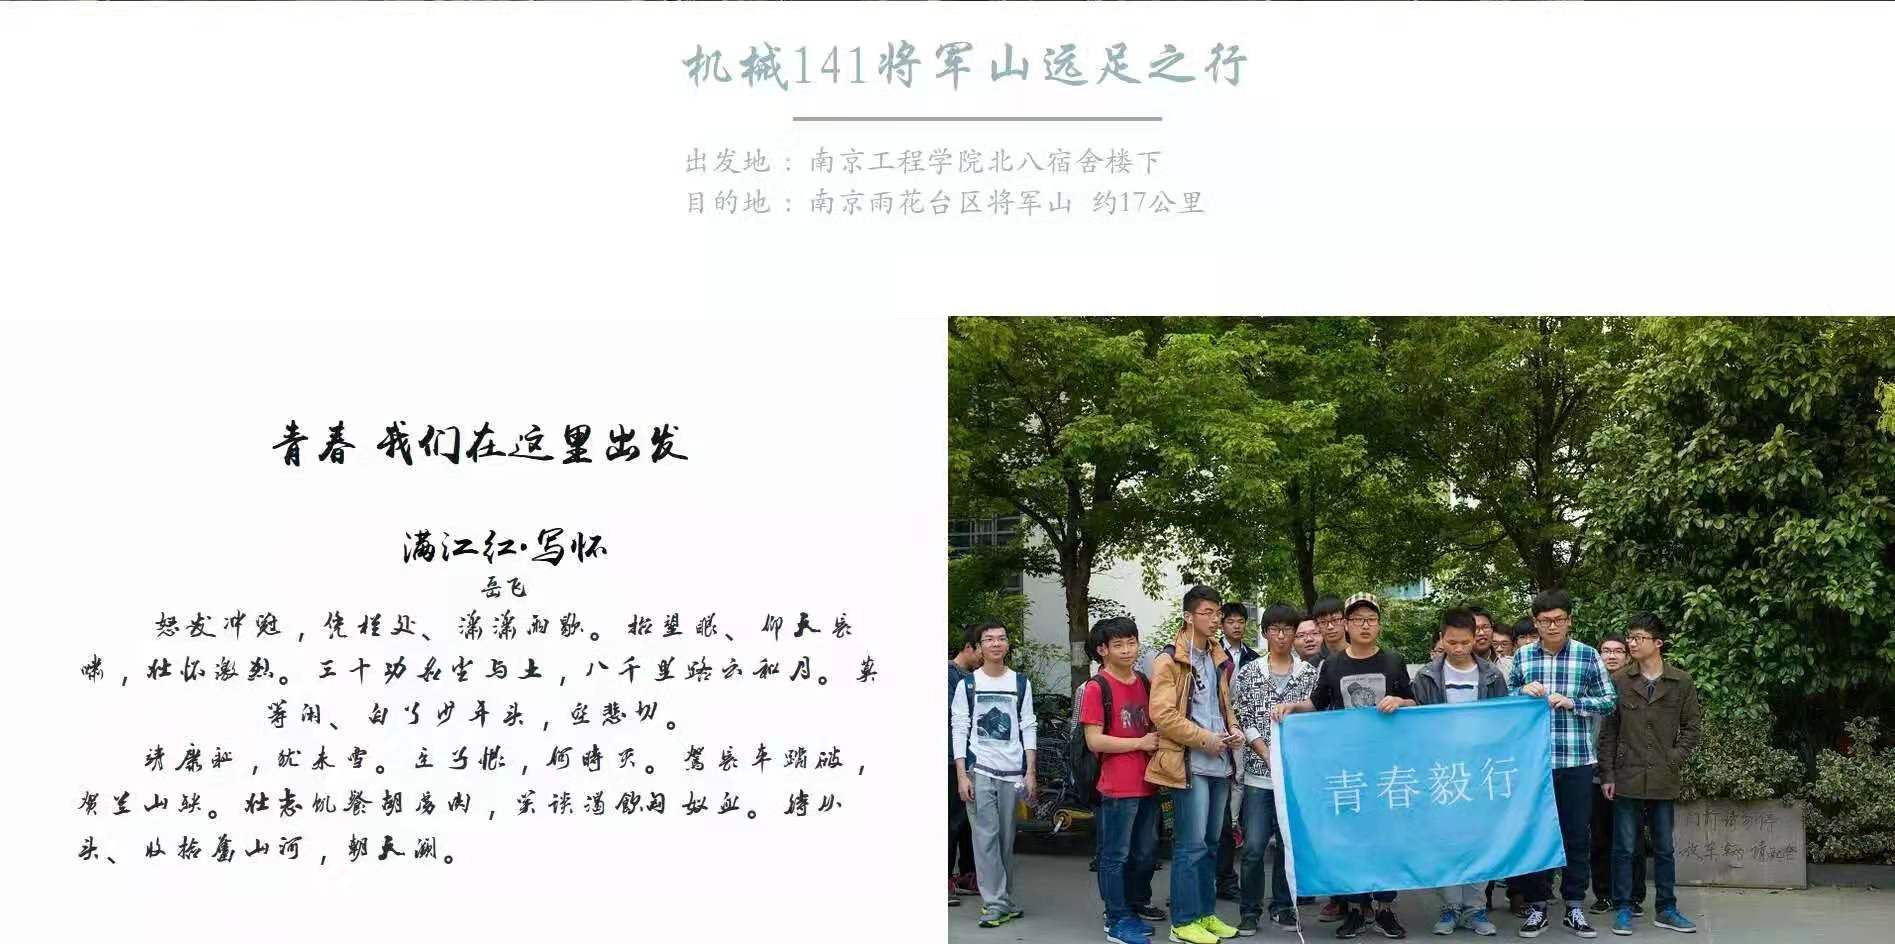 机械141将军山远足之行
出发地：南京工程学院北八宿舍楼下
目的地：南京雨花台区将军山 约17公里
青春 我们在这里出发
满江红·写怀
岳飞
怒发冲冠，凭栏处、潇潇雨歇。抬望眼、仰天长
啸，壮怀激烈。三十功名尘与土，八千里路云和月。莫
等闲、白了少年头，空悲切。
靖康耻，犹未雪。臣子恨，何时灭。驾长车踏破，
贺兰山缺。壮志饥餐胡虏肉，笑谈渴饮匈奴血。待从
头、收拾旧山河，朝天阙。
青春毅行